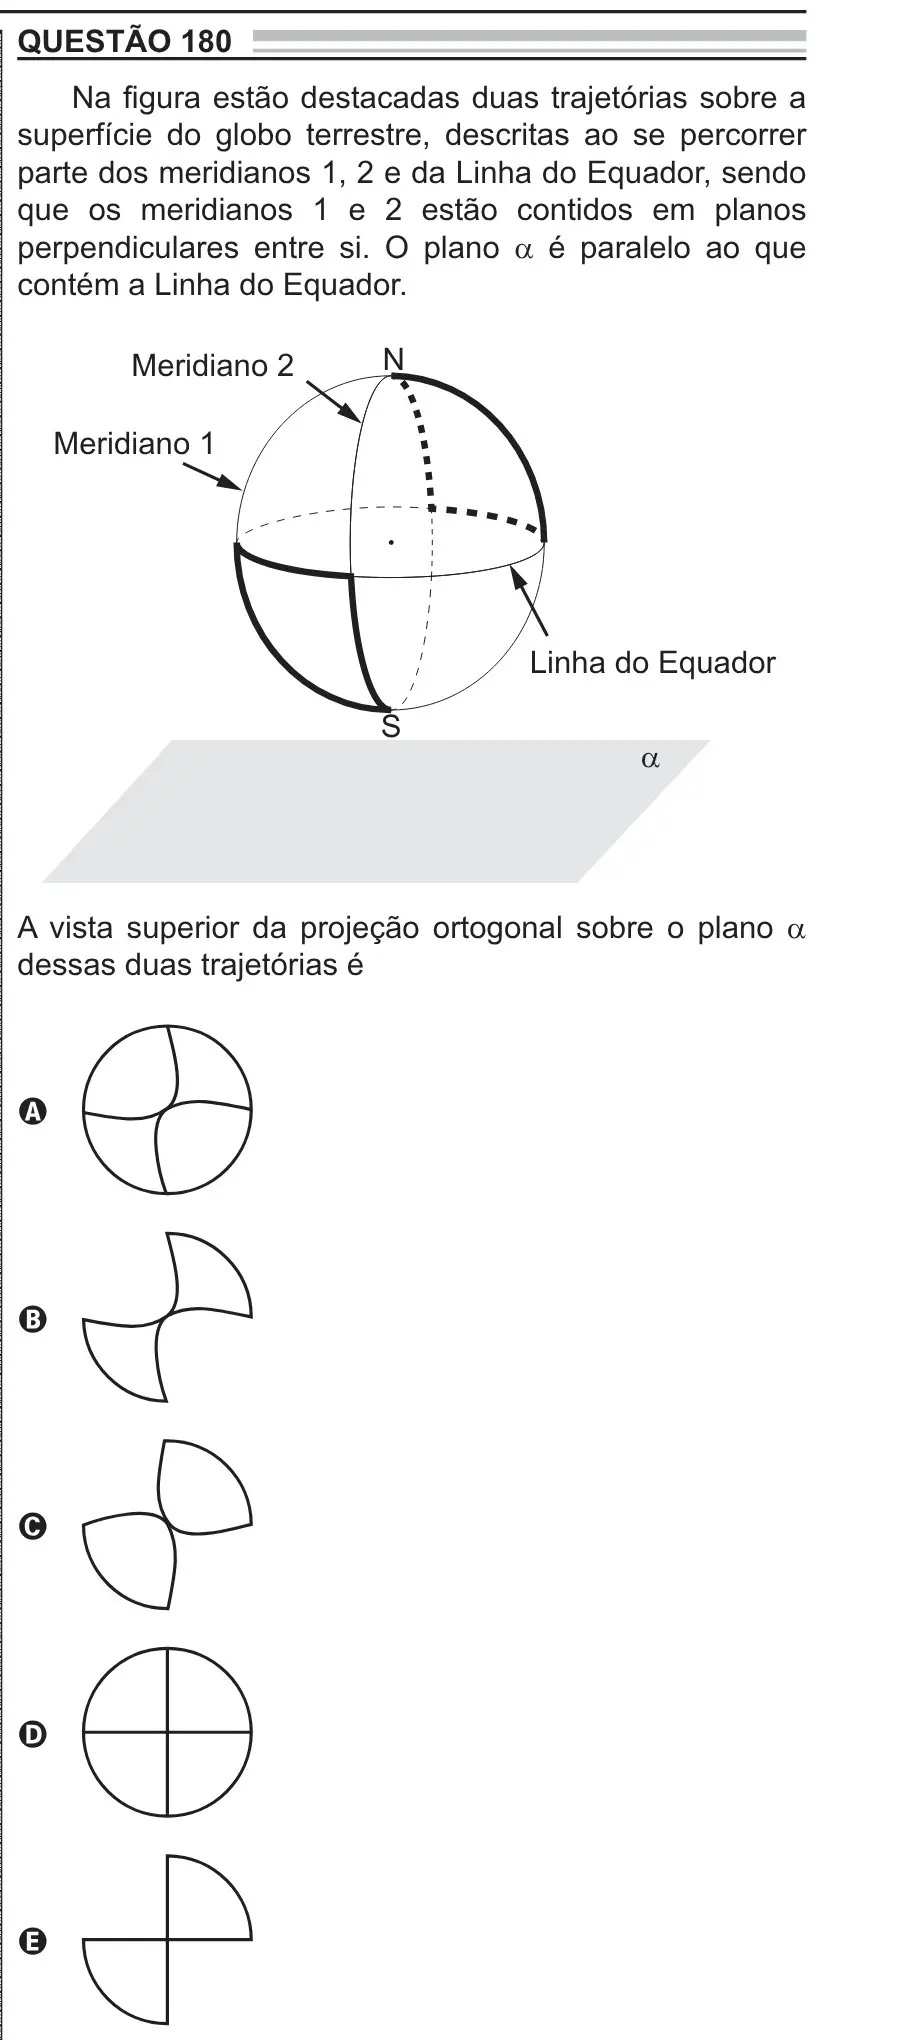 QUESTÃO 180
Na figura estão destacadas duas trajetórias sobre a
superfície do globo terrestre, descritas ao se percorrer
parte dos meridianos 1, 2 e da Linha do Equador, sendo
que os meridianos 1 e 2 estão contidos em planos
perpendiculares entre si. O plano α é paralelo ao que
contém a Linha do Equador.
N
Meridiano 2
Meridiano 1
Linha do Equador
S
α
A vista superior da projeção ortogonal sobre o plano α
dessas duas trajetórias é
A
B
C
D
E